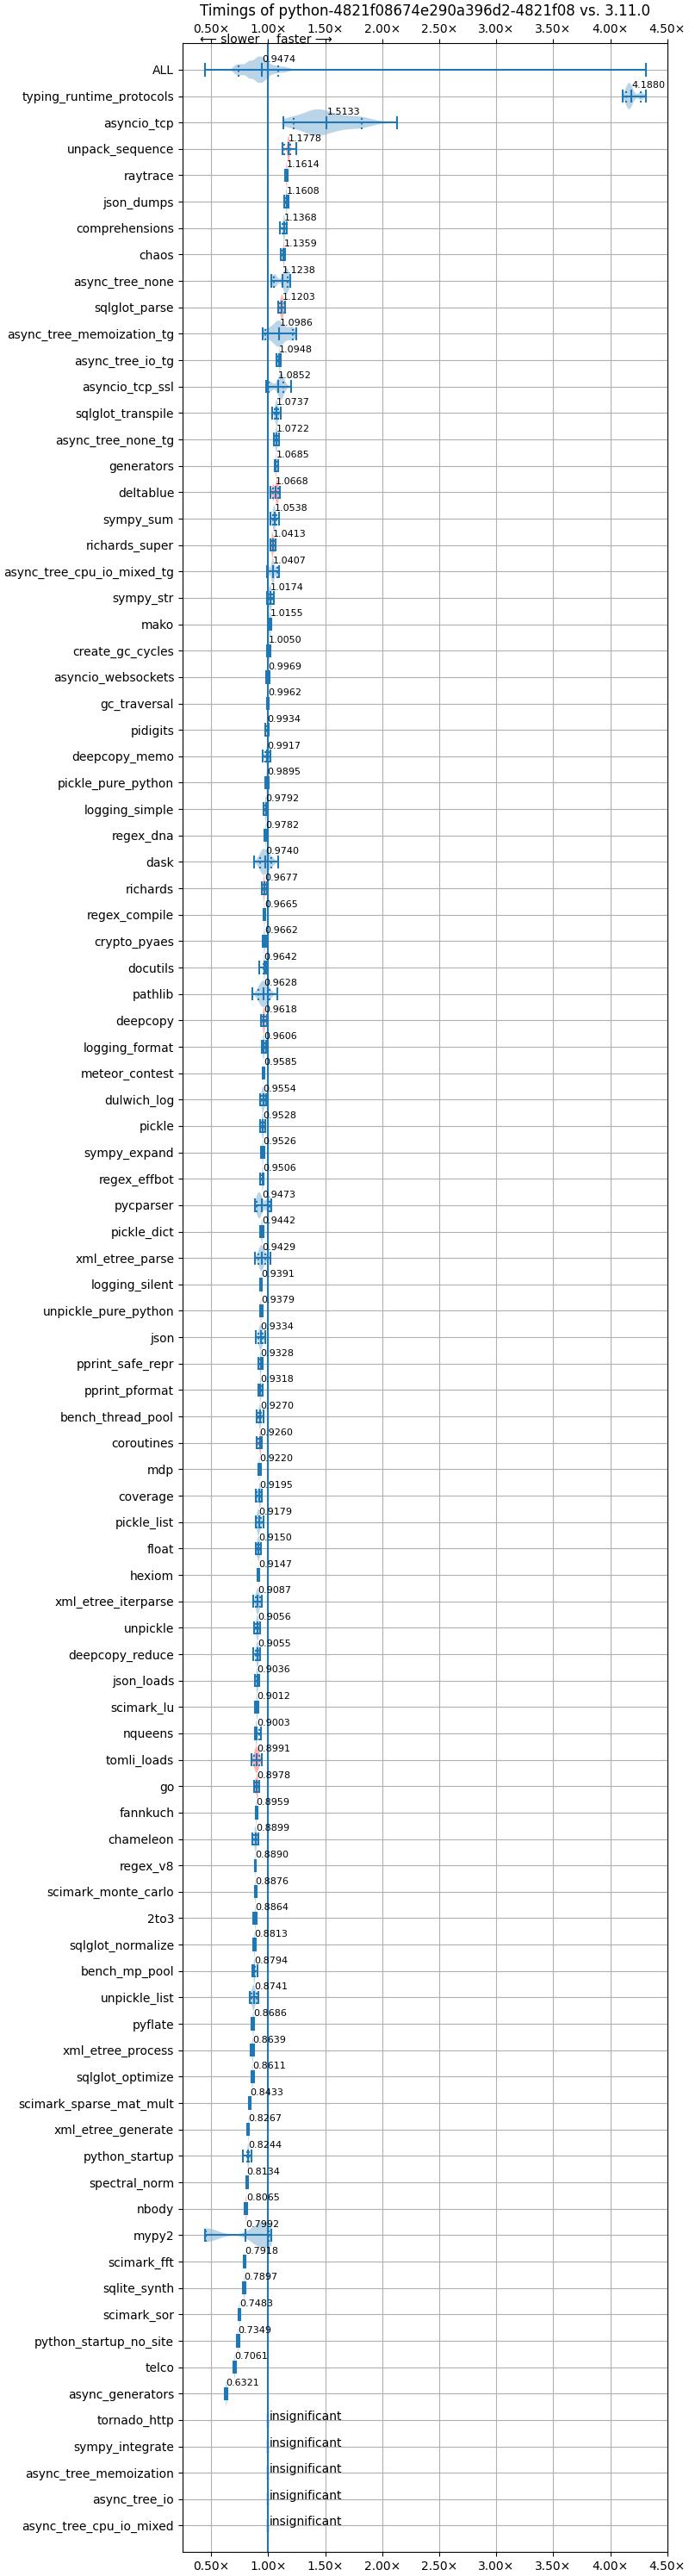 Timings of python-4821f08674e290a396d2-4821f08 vs. 3.11.0
0.50× 1.00× 1.50× 2.00× 2.50× 3.00× 3.50× 4.00× 4.50×
← slower faster →
ALL 0.9474
typing_runtime_protocols 4.1880
asyncio_tcp 1.5133
unpack_sequence 1.1778
raytrace 1.1614
json_dumps 1.1608
comprehensions 1.1368
chaos 1.1359
async_tree_none 1.1238
sqlglot_parse 1.1203
async_tree_memoization_tg 1.0986
async_tree_io_tg 1.0948
asyncio_tcp_ssl 1.0852
sqlglot_transpile 1.0737
async_tree_none_tg 1.0722
generators 1.0685
deltablue 1.0668
sympy_sum 1.0538
richards_super 1.0413
async_tree_cpu_io_mixed_tg 1.0407
sympy_str 1.0174
mako 1.0155
create_gc_cycles 1.0050
asyncio_websockets 0.9969
gc_traversal 0.9962
pidigits 0.9934
deepcopy_memo 0.9917
pickle_pure_python 0.9895
logging_simple 0.9792
regex_dna 0.9782
dask 0.9740
richards 0.9677
regex_compile 0.9665
crypto_pyaes 0.9662
docutils 0.9642
pathlib 0.9628
deepcopy 0.9618
logging_format 0.9606
meteor_contest 0.9585
dulwich_log 0.9554
pickle 0.9528
sympy_expand 0.9526
regex_effbot 0.9506
pycparser 0.9473
pickle_dict 0.9442
xml_etree_parse 0.9429
logging_silent 0.9391
unpickle_pure_python 0.9379
json 0.9334
pprint_safe_repr 0.9328
pprint_pformat 0.9318
bench_thread_pool 0.9270
coroutines 0.9260
mdp 0.9220
coverage 0.9195
pickle_list 0.9179
float 0.9150
hexiom 0.9147
xml_etree_iterparse 0.9087
unpickle 0.9056
deepcopy_reduce 0.9055
json_loads 0.9036
scimark_lu 0.9012
nqueens 0.9003
tomli_loads 0.8991
go 0.8978
fannkuch 0.8959
chameleon 0.8899
regex_v8 0.8890
scimark_monte_carlo 0.8876
2to3 0.8864
sqlglot_normalize 0.8813
bench_mp_pool 0.8794
unpickle_list 0.8741
pyflate 0.8686
xml_etree_process 0.8639
sqlglot_optimize 0.8611
scimark_sparse_mat_mult 0.8433
xml_etree_generate 0.8267
python_startup 0.8244
spectral_norm 0.8134
nbody 0.8065
mypy2 0.7992
scimark_fft 0.7918
sqlite_synth 0.7897
scimark_sor 0.7483
python_startup_no_site 0.7349
telco 0.7061
async_generators 0.6321
tornado_http insignificant
sympy_integrate insignificant
async_tree_memoization insignificant
async_tree_io insignificant
async_tree_cpu_io_mixed insignificant
0.50× 1.00× 1.50× 2.00× 2.50× 3.00× 3.50× 4.00× 4.50×